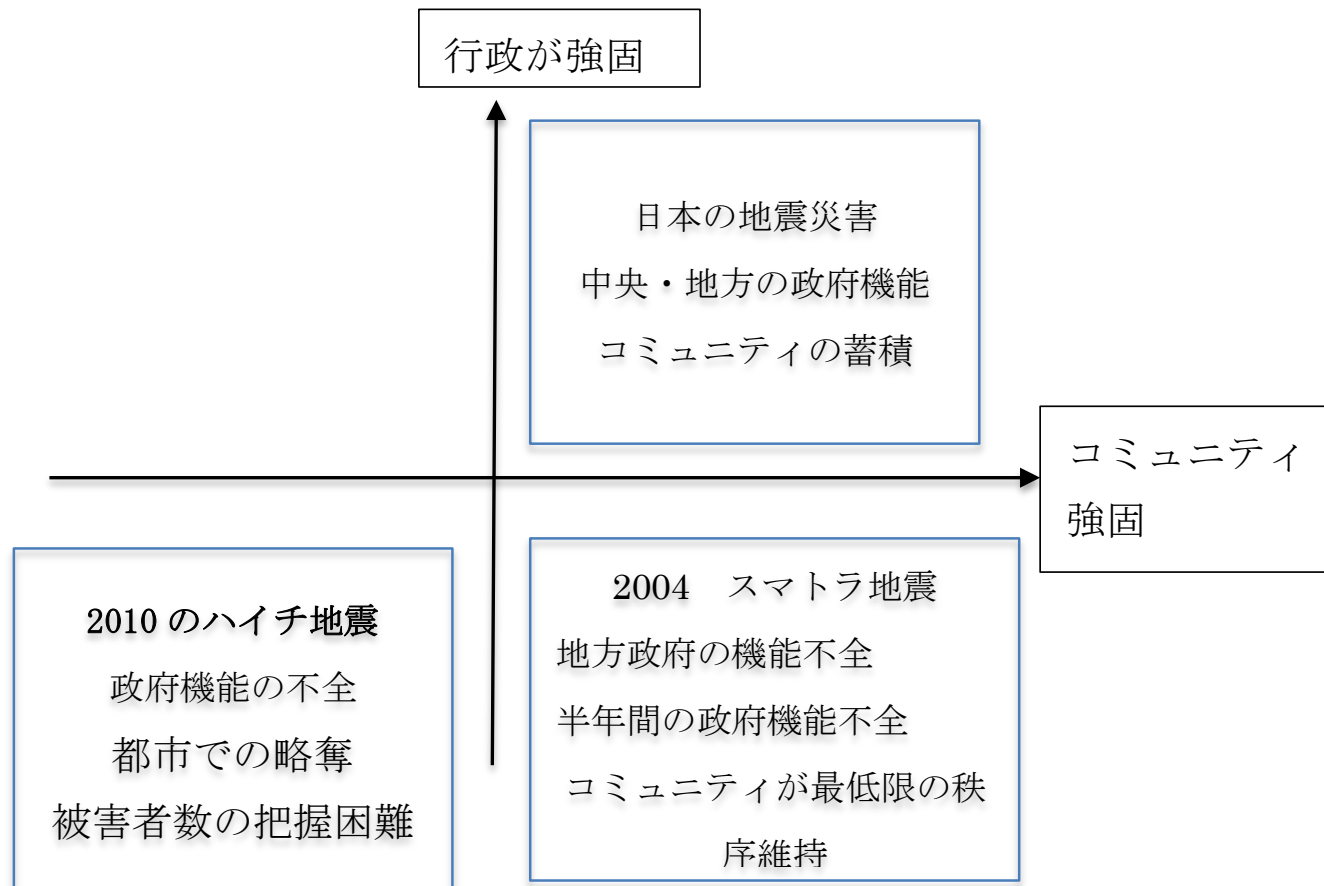 行政が強固
日本の地震災害
中央・地方の政府機能
コミュニティの蓄積
コミュニティ
強固
2010のハイチ地震
政府機能の不全
都市での略奪
被害者数の把握困難
2004　スマトラ地震
地方政府の機能不全
半年間の政府機能不全
コミュニティが最低限の秩
序維持